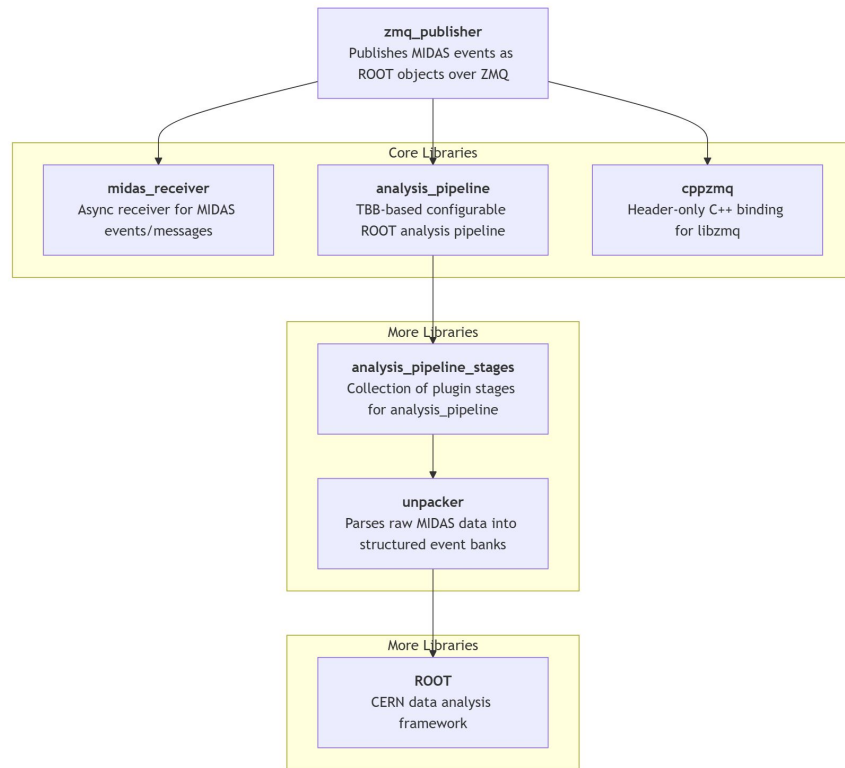 zmq_publisher
Publishes MIDAS events as
ROOT objects over ZMQ
Core Libraries
midas_receiver
Async receiver for MIDAS
events/messages
analysis_pipeline
TBB-based configurable
ROOT analysis pipeline
cppzmq
Header-only C++ binding
for libzmq
More Libraries
analysis_pipeline_stages
Collection of plugin stages
for analysis_pipeline
unpacker
Parses raw MIDAS data into
structured event banks
More Libraries
ROOT
CERN data analysis
framework